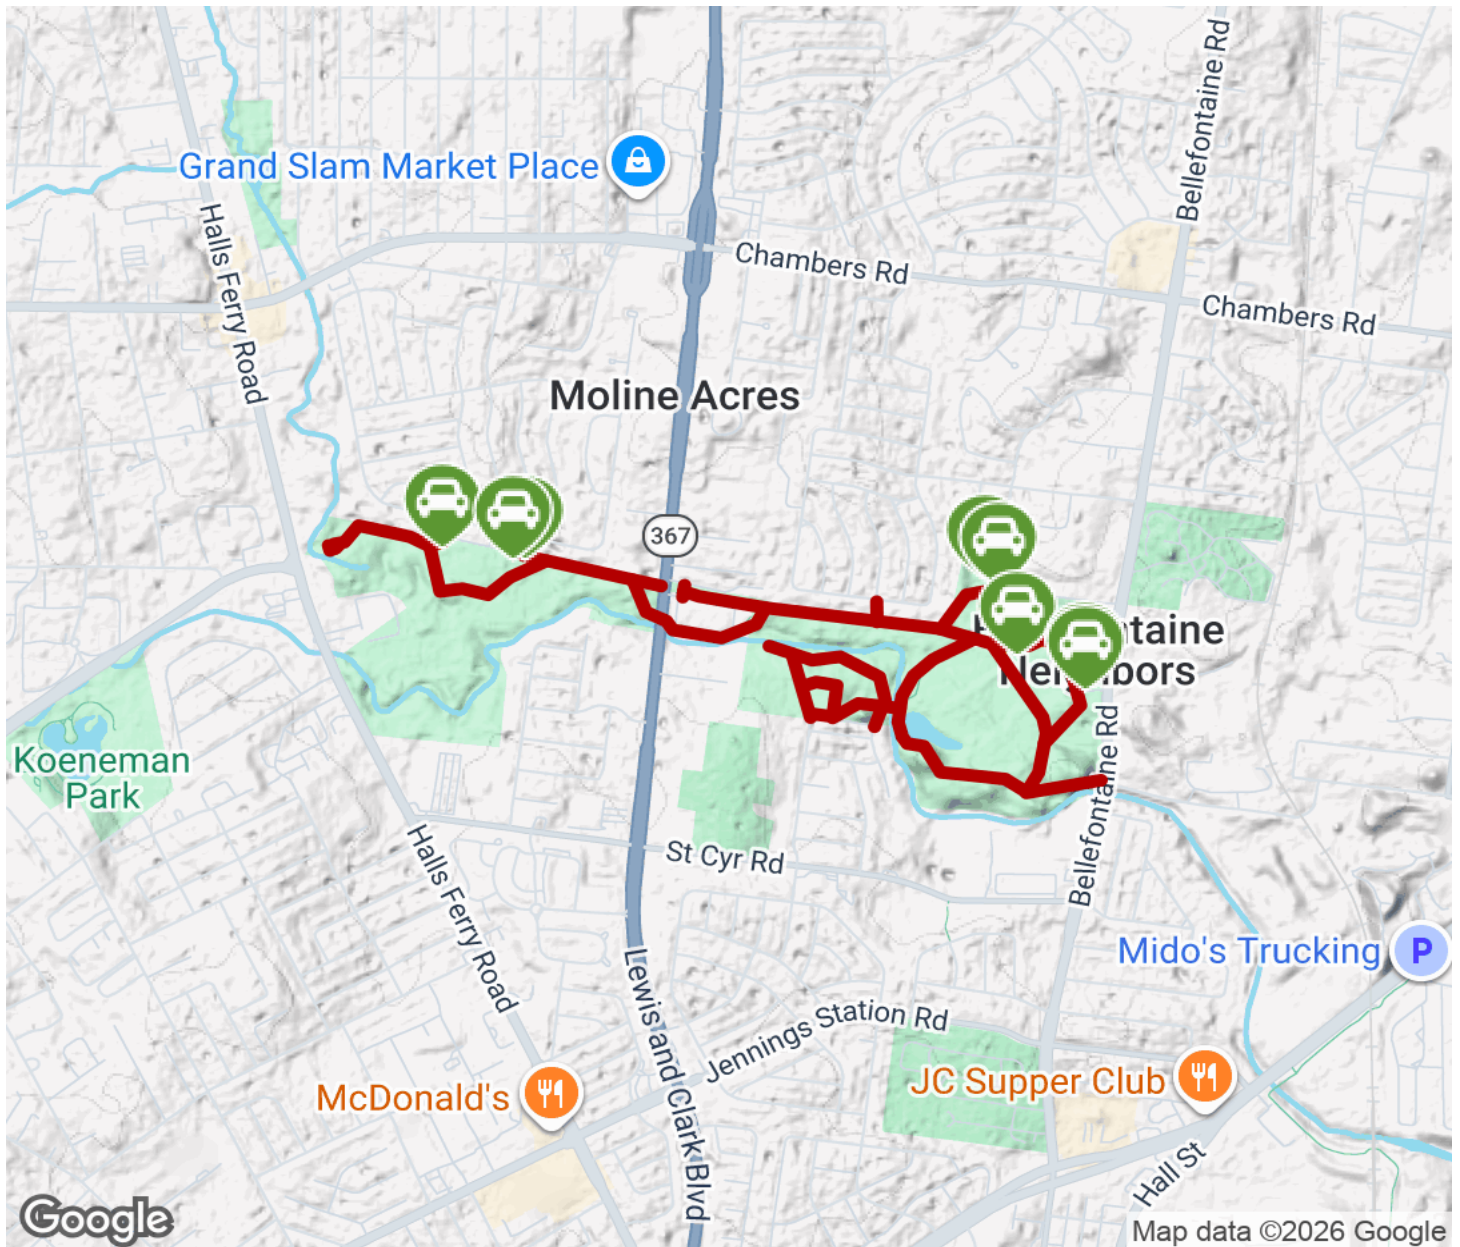 Bellefontaine Rd
Grand Slam Market Place
Halls Ferry Road
Chambers Rd
Chambers Rd
Moline Acres
367
taine
Neighbors
Koeneman
Park
Bellefontaine Rd
St Cyr Rd
Halls Ferry Road
Lewis and Clark Blvd
Mido's Trucking
P
Jennings Station Rd
McDonald's
JC Supper Club
Hall St
Google
Map data ©2026 Google